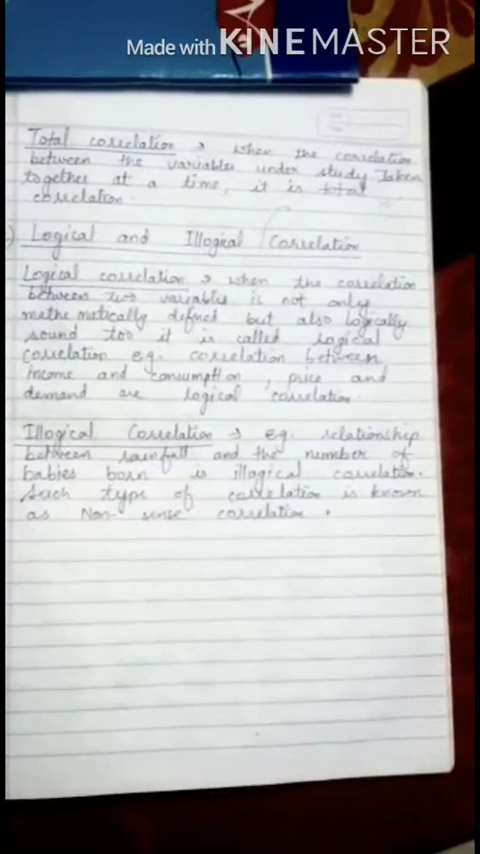 Made with KINEMASTER
Total correlation → when the correlation
between the variables under study taken
together at a time, it is total
correlation.
) Logical and Illogical Correlation
Logical correlation → when the correlation
between two variables is not only
mathe matically defined but also logically
sound too it is called logical
correlation e.g. correlation between
income and consumption, price and
demand are logical correlation.
Illogical Correlation → e.g. relationship
between rainfall and the number of
babies born is illogical correlation.
Such type of correlation is known
as Non-sense correlation.